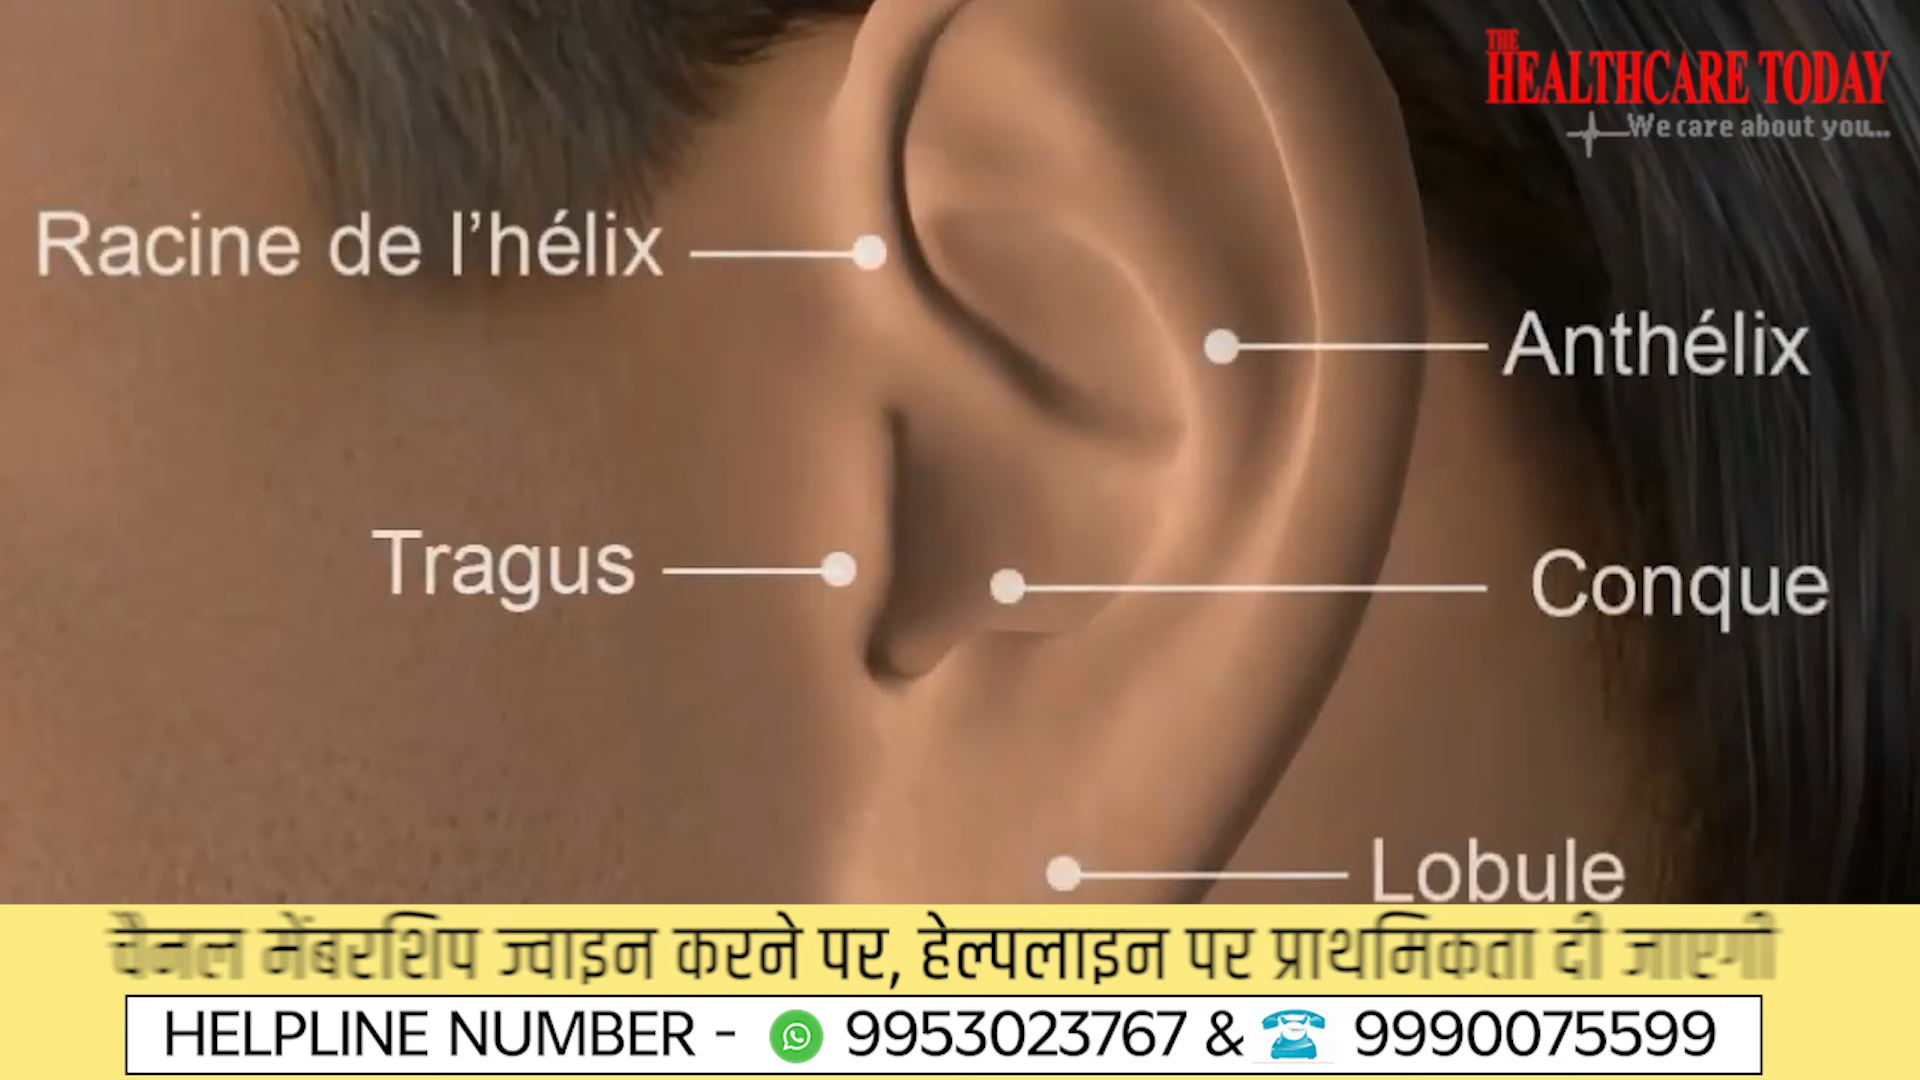 THE
HEALTHCARE TODAY
We care about you...
Racine de l'hélix
Anthélix
Tragus
Conque
Lobule
चैनल मेंबरशिप ज्वाइन करने पर, हेल्पलाइन पर प्राथमिकता दी जाएगी
HELPLINE NUMBER - 9953023767 & 9990075599